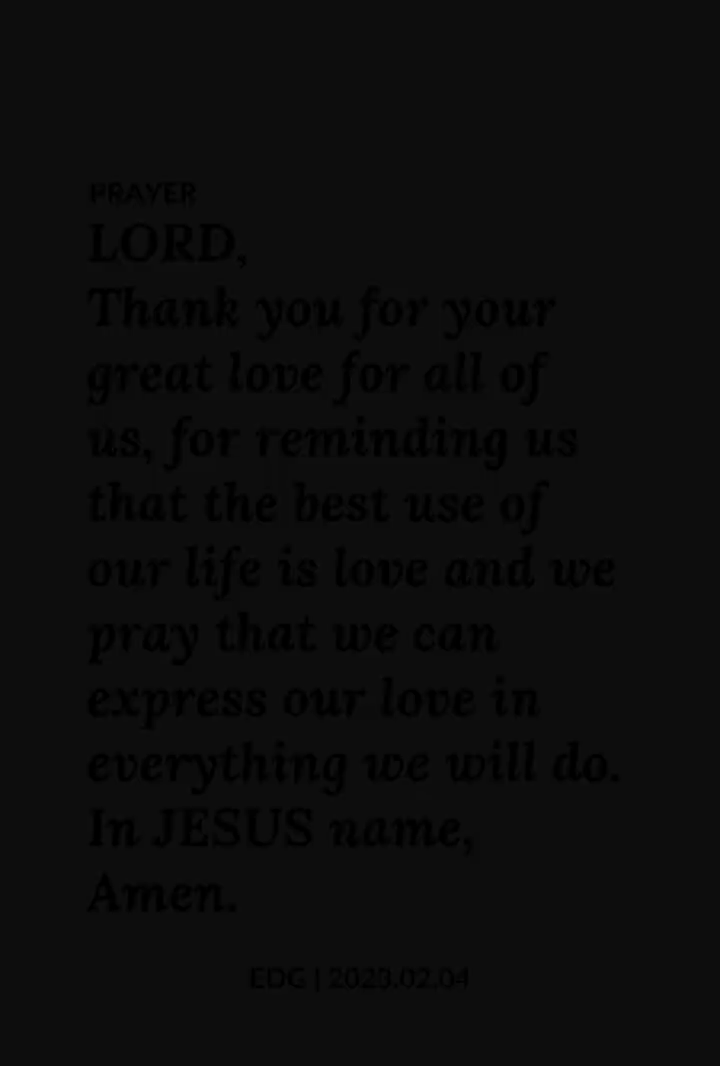 PRAYER
LORD,
Thank you for your
great love for all of
us, for reminding us
that the best use of
our life is love and we
pray that we can
express our love in
everything we will do.
In JESUS name,
Amen.
EDG | 2023.02.04